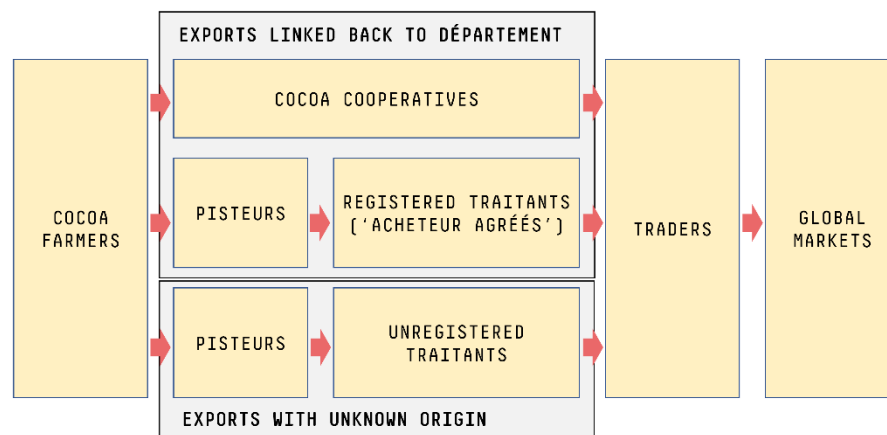 EXPORTS LINKED BACK TO DÉPARTEMENT
COCOA
FARMERS
COCOA COOPERATIVES
PISTEURS
REGISTERED TRAITANTS
(‘ACHETEUR AGRÉÉS’)
PISTEURS
UNREGISTERED
TRAITANTS
EXPORTS WITH UNKNOWN ORIGIN
TRADERS
GLOBAL
MARKETS